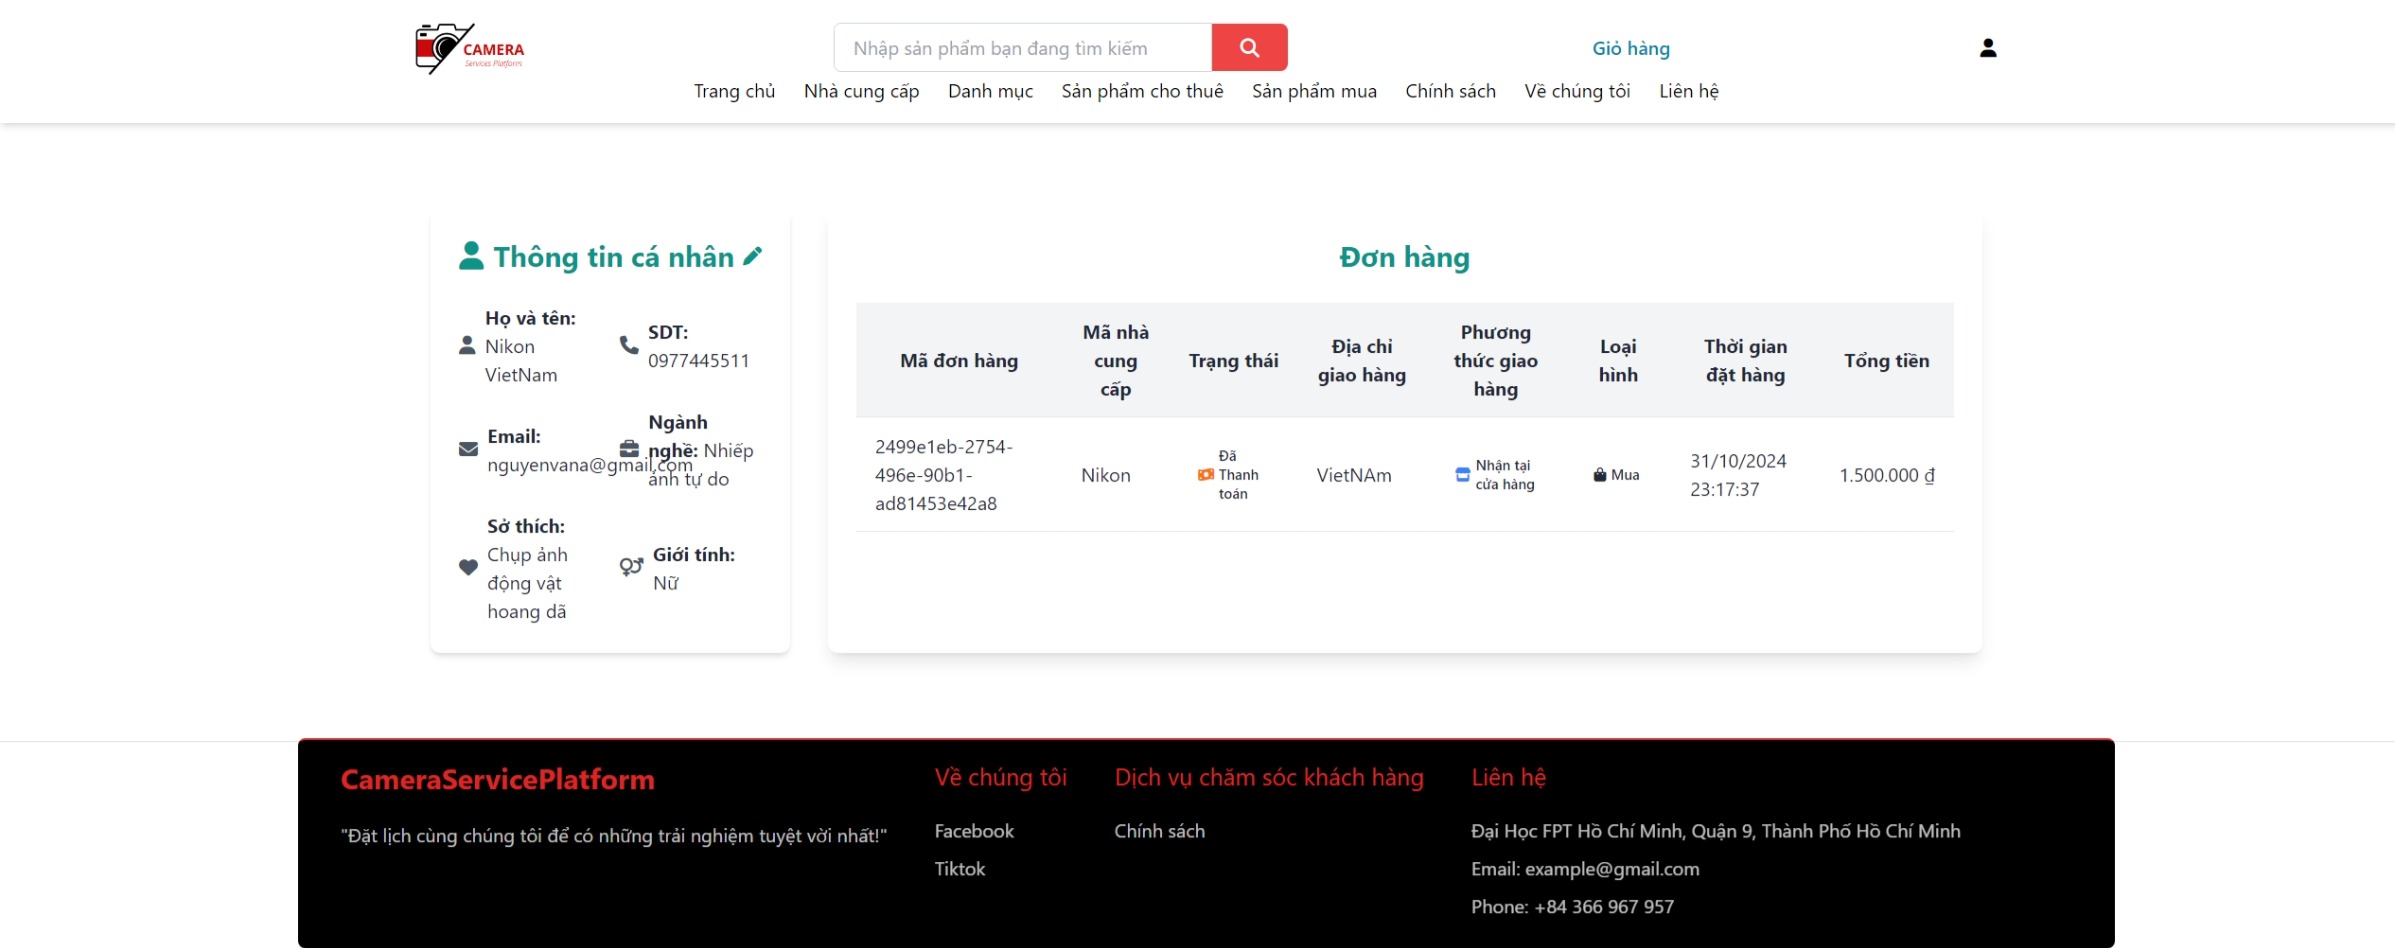 CAMERA
Services Platform
Nhập sản phẩm bạn đang tìm kiếm
Giỏ hàng
Trang chủ Nhà cung cấp Danh mục Sản phẩm cho thuê Sản phẩm mua Chính sách Về chúng tôi Liên hệ
Thông tin cá nhân
Họ và tên:
Nikon
VietNam
SDT:
0977445511
Email:
nguyenvana@gmail.com
Ngành
nghề: Nhiếp
ảnh tự do
Sở thích:
Chụp ảnh
động vật
hoang dã
Giới tính:
Nữ
Đơn hàng
Mã đơn hàng
Mã nhà
cung
cấp
Trạng thái
Địa chỉ
giao hàng
Phương
thức giao
hàng
Loại
hình
Thời gian
đặt hàng
Tổng tiền
2499e1eb-2754-
496e-90b1-
ad81453e42a8
Nikon
Đã
Thanh
toán
VietNAm
Nhận tại
cửa hàng
Mua
31/10/2024
23:17:37
1.500.000 ₫
CameraServicePlatform
"Đặt lịch cùng chúng tôi để có những trải nghiệm tuyệt vời nhất!"
Về chúng tôi
Facebook
Tiktok
Dịch vụ chăm sóc khách hàng
Chính sách
Liên hệ
Đại Học FPT Hồ Chí Minh, Quận 9, Thành Phố Hồ Chí Minh
Email: example@gmail.com
Phone: +84 366 967 957